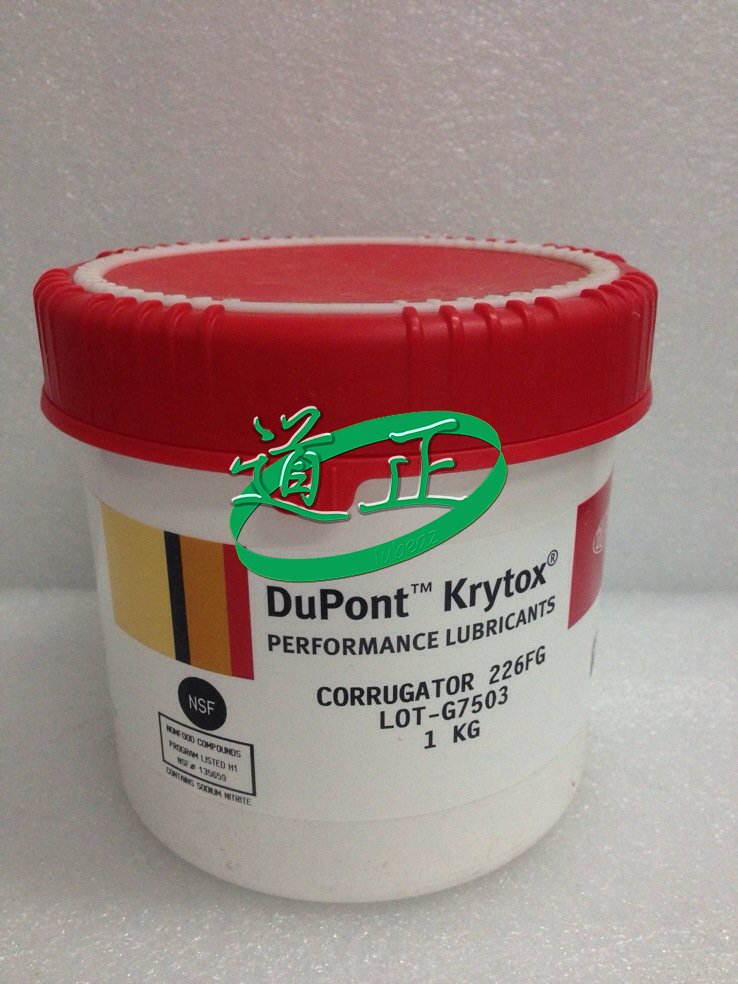 道正
lubedz
DuPont™ Krytox®
PERFORMANCE LUBRICANTS
CORRUGATOR 226FG
LOT-G7503
1 KG
NSF
NONFOOD COMPOUNDS
PROGRAM LISTED H1
NSF# 135659
CONTAINS SODIUM NITRITE